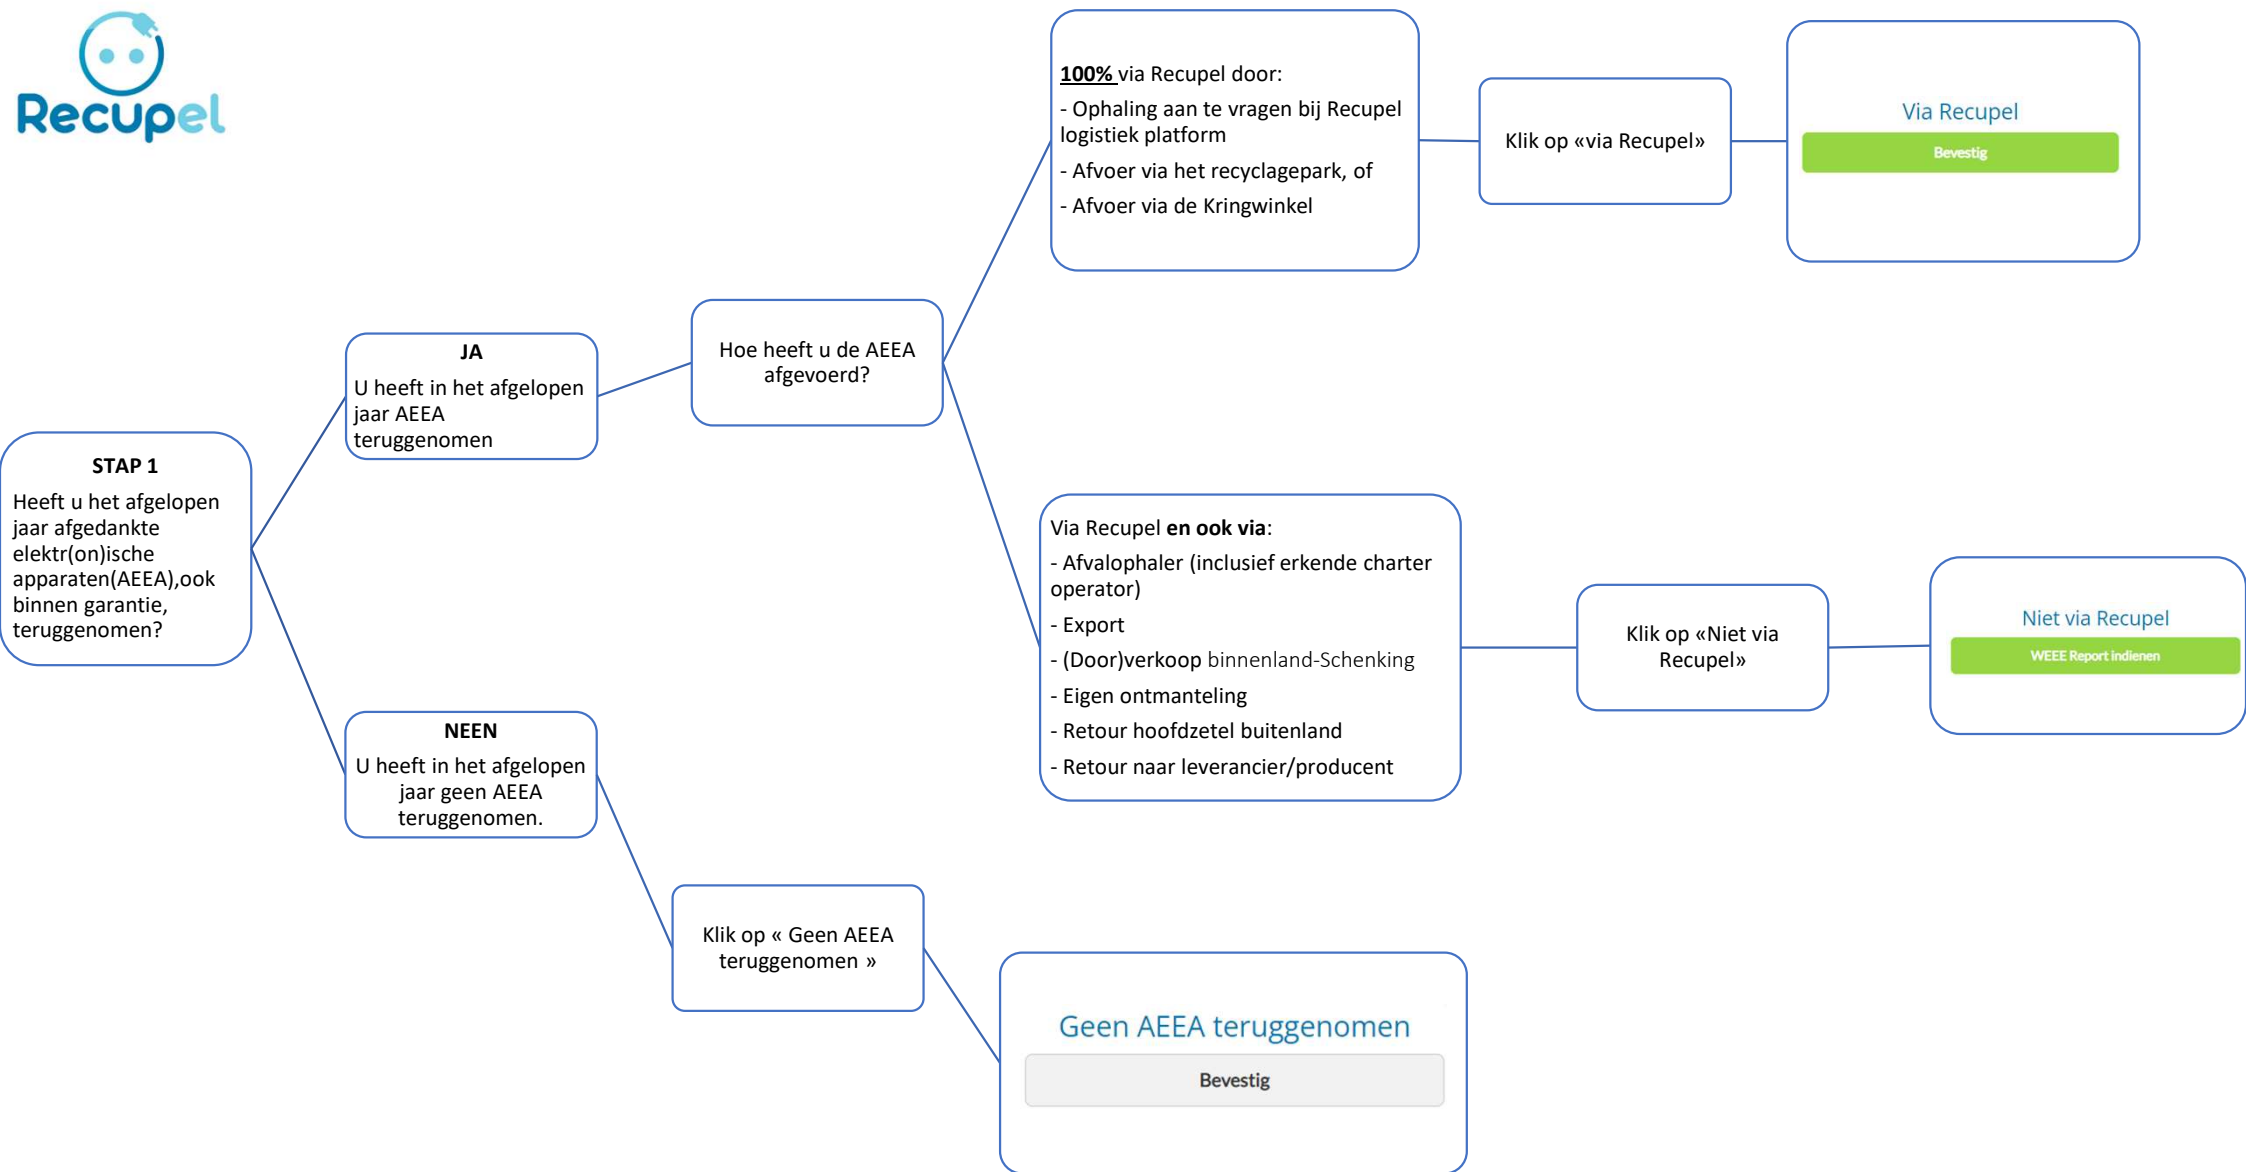 Recupel
STAP 1
Heeft u het afgelopen
jaar afgedankte
elektr(on)ische
apparaten(AEEA),ook
binnen garantie,
teruggenomen?
JA
U heeft in het afgelopen
jaar AEEA
teruggenomen
Hoe heeft u de AEEA
afgevoerd?
100% via Recupel door:
- Ophaling aan te vragen bij Recupel
logistiek platform
- Afvoer via het recyclagepark, of
- Afvoer via de Kringwinkel
Klik op «via Recupel»
Via Recupel
Bevestig
Via Recupel en ook via:
- Afvalophaler (inclusief erkende charter
operator)
- Export
- (Door)verkoop binnenland-Schenking
- Eigen ontmanteling
- Retour hoofdzetel buitenland
- Retour naar leverancier/producent
Klik op «Niet via
Recupel»
Niet via Recupel
WEEE Report indienen
NEEN
U heeft in het afgelopen
jaar geen AEEA
teruggenomen.
Klik op « Geen AEEA
teruggenomen »
Geen AEEA teruggenomen
Bevestig